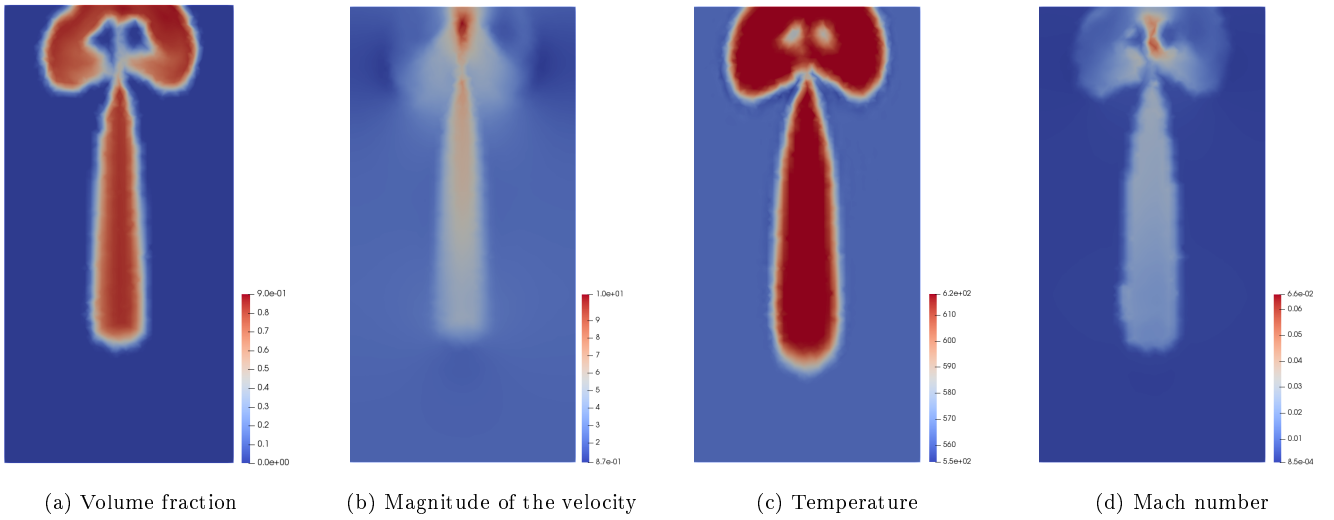 9.0e-01
0.8
0.7
0.6
0.5
0.4
0.3
0.2
0.1
0.0e+00
1.0e+01
9
8
7
6
5
4
3
2
8.7e-01
6.2e+02
610
600
590
580
570
560
5.5e+02
6.6e-02
0.06
0.06
0.04
0.03
0.02
0.01
8.5e-04
(a) Volume fraction
(b) Magnitude of the velocity
(c) Temperature
(d) Mach number